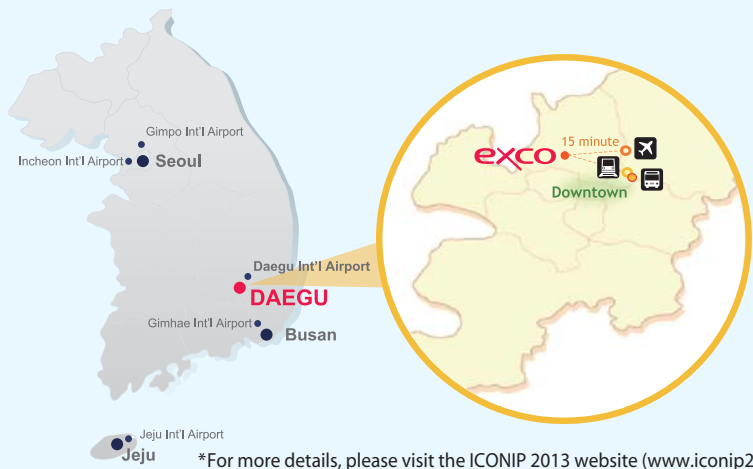 Gimpo Int'l Airport
Incheon Int'l Airport
Seoul
Daegu Int'l Airport
DAEGU
Gimhae Int'l Airport
Busan
Jeju Int'l Airport
Jeju
15 minute
exco
Downtown
*For more details, please visit the ICONIP 2013 website (www.iconip2